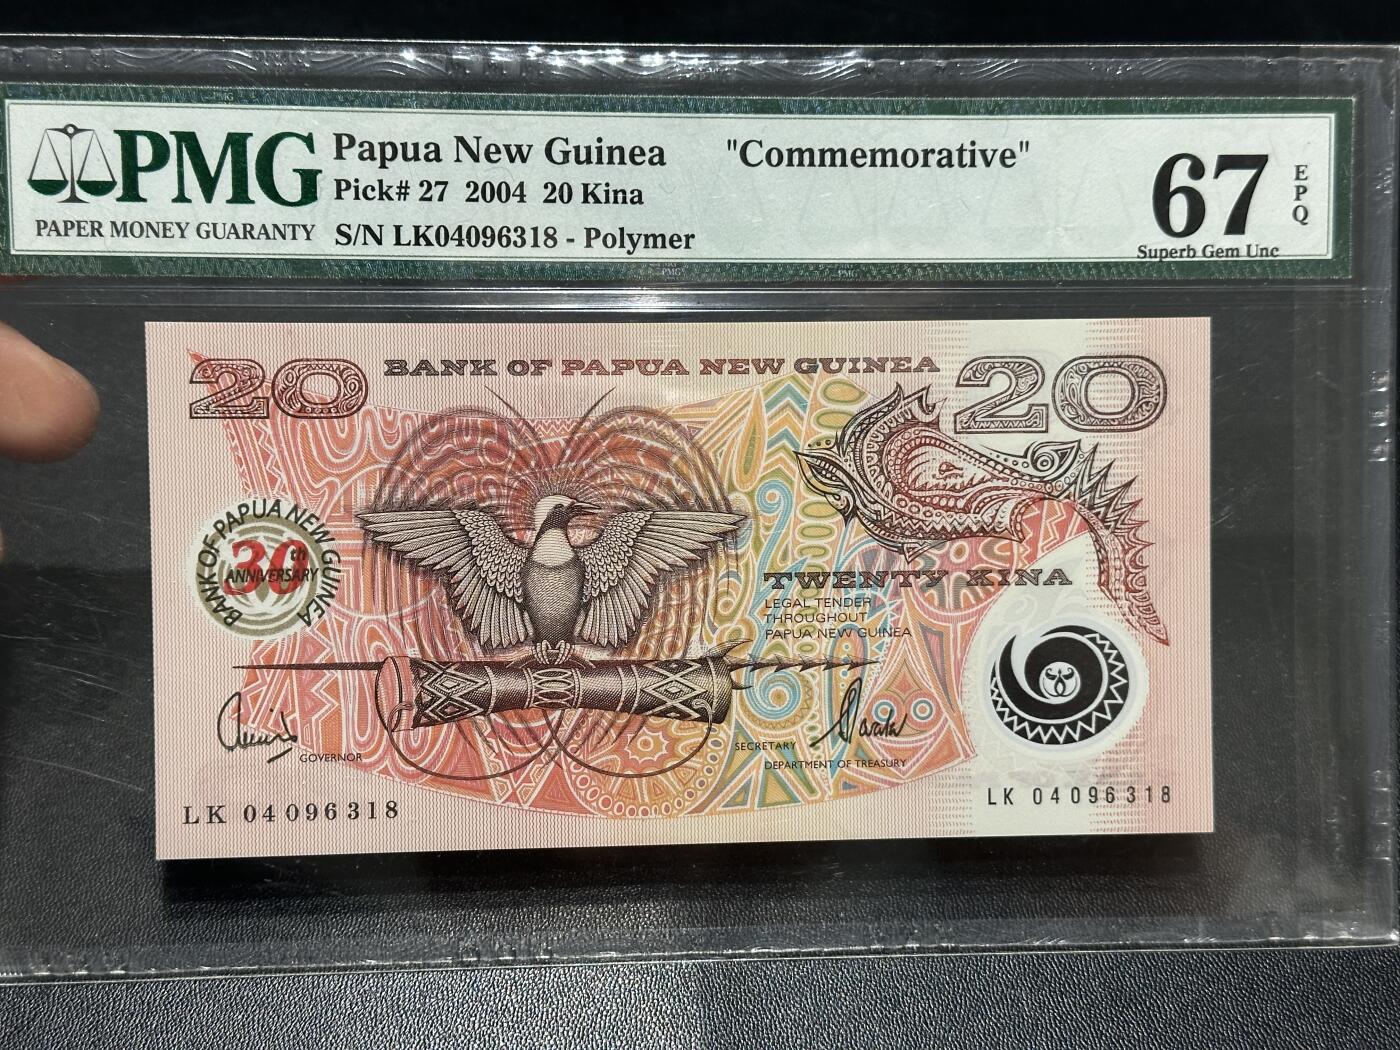 PMG
PAPER MONEY GUARANTY
Papua New Guinea "Commemorative"
Pick# 27 2004 20 Kina
S/N LK04096318 - Polymer
67
EPQ
Superb Gem Unc
20 BANK OF PAPUA NEW GUINEA 20
BANK OF PAPUA NEW GUINEA
30th
ANNIVERSARY
TWENTY KINA
LEGAL TENDER
THROUGHOUT
PAPUA NEW GUINEA
GOVERNOR
SECRETARY
DEPARTMENT OF TREASURY
LK 04096318
LK 04096318